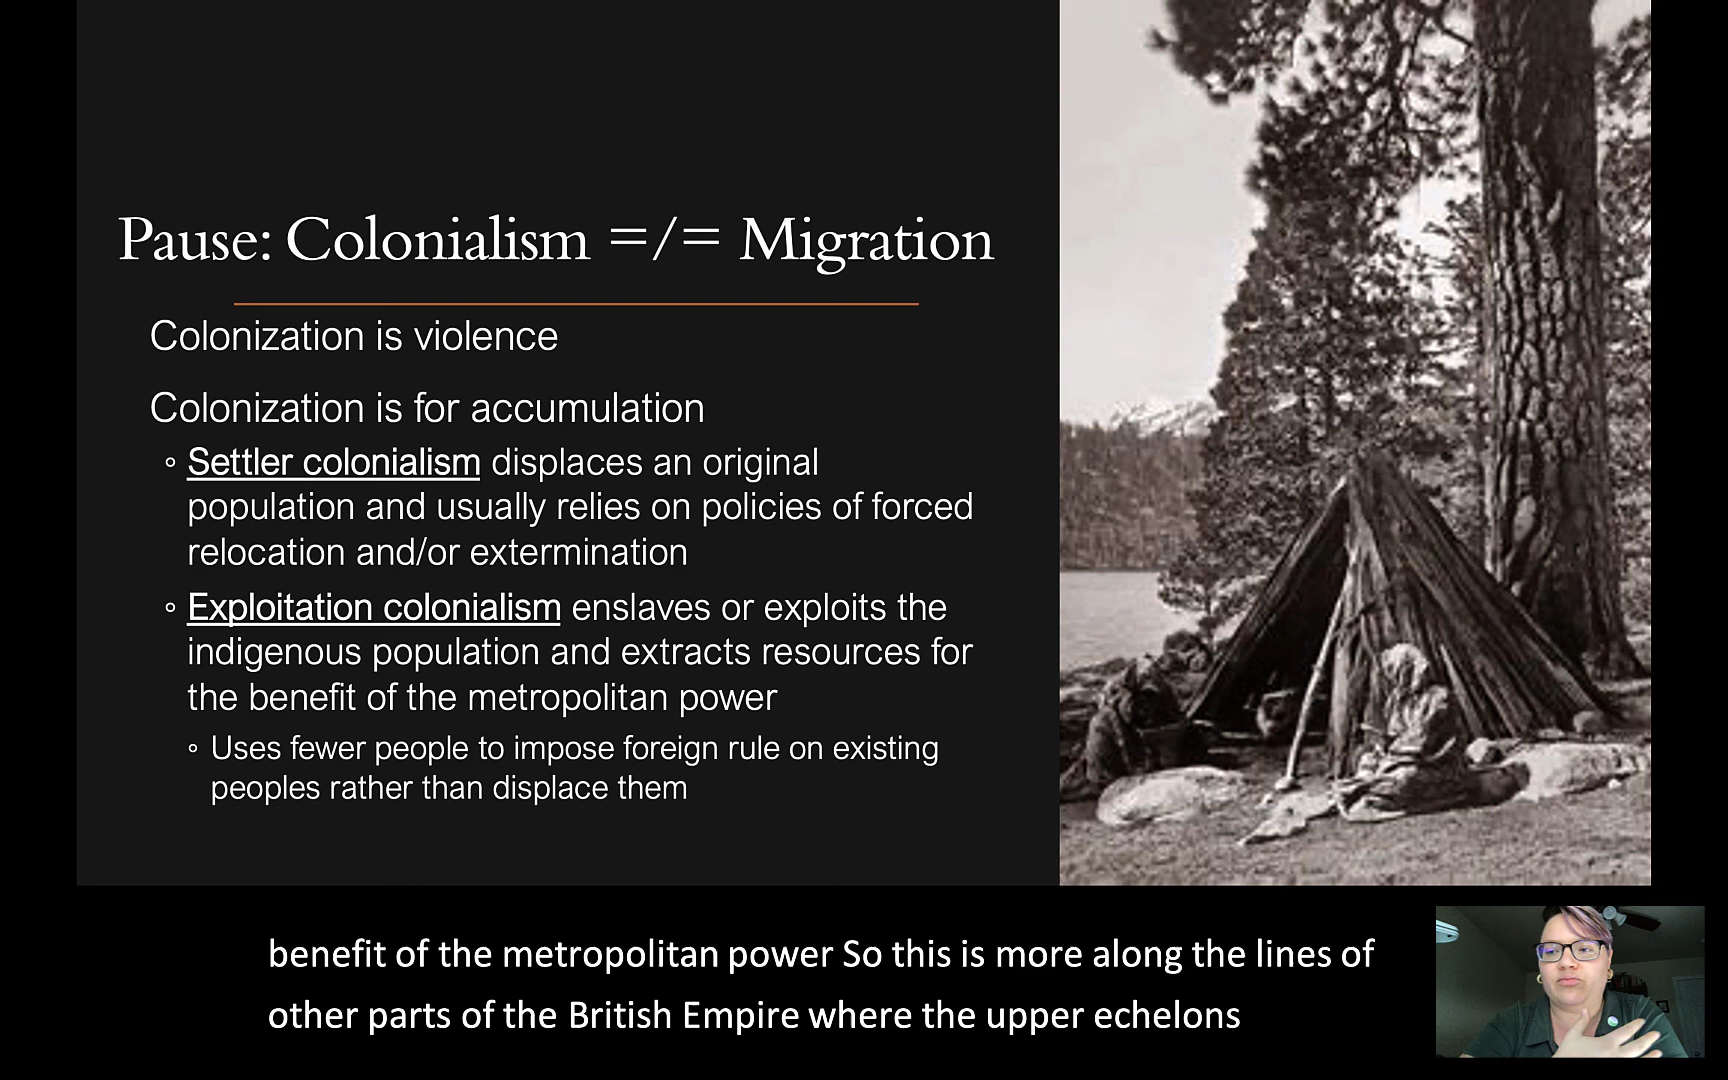 Pause: Colonialism =/= Migration
Colonization is violence
Colonization is for accumulation
◦ Settler colonialism displaces an original
population and usually relies on policies of forced
relocation and/or extermination
◦ Exploitation colonialism enslaves or exploits the
indigenous population and extracts resources for
the benefit of the metropolitan power
◦ Uses fewer people to impose foreign rule on existing
peoples rather than displace them
benefit of the metropolitan power So this is more along the lines of
other parts of the British Empire where the upper echelons